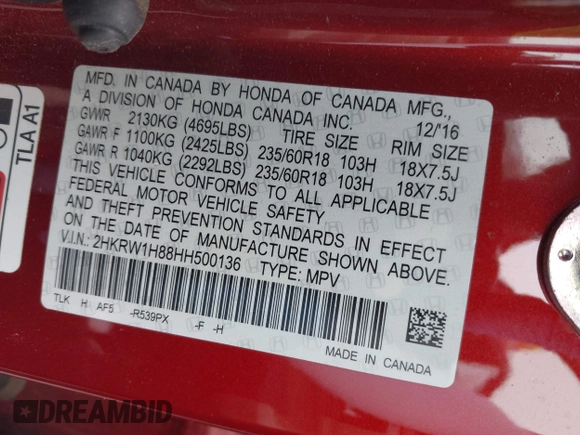 MFD. IN CANADA BY HONDA OF CANADA MFG.,
A DIVISION OF HONDA CANADA INC. 12/'16
GWWR 2130KG (4695LBS) TIRE SIZE RIM SIZE
GAWR F 1100KG (2425LBS) 235/60R18 103H 18X7.5J
GAWR R 1040KG (2292LBS) 235/60R18 103H 18X7.5J
THIS VEHICLE CONFORMS TO ALL APPLICABLE
FEDERAL MOTOR VEHICLE SAFETY
AND THEFT PREVENTION STANDARDS IN EFFECT
ON THE DATE OF MANUFACTURE SHOWN ABOVE.
V.I.N.: 2HKRW1H88HH500136 TYPE: MPV
TLK H AF5 -R539PX -F -H
MADE IN CANADA
TLA A1
DREAMBID